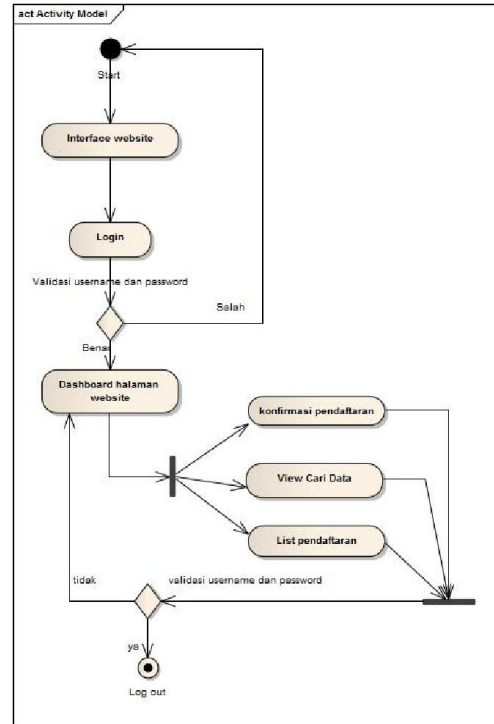 act Activity Model
Start
Interface website
Login
Validasi username dan password
Salah
Benar
Dashboard halaman
website
konfirmasi pendaftaran
View Cari Data
List pendaftaran
tidak
validasi username dan password
ya
Log out